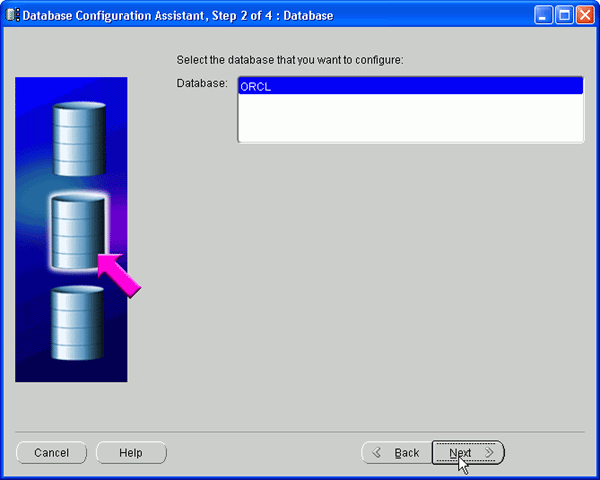 Database Configuration Assistant, Step 2 of 4 : Database
Select the database that you want to configure:
Database: ORCL
Cancel Help Back Next